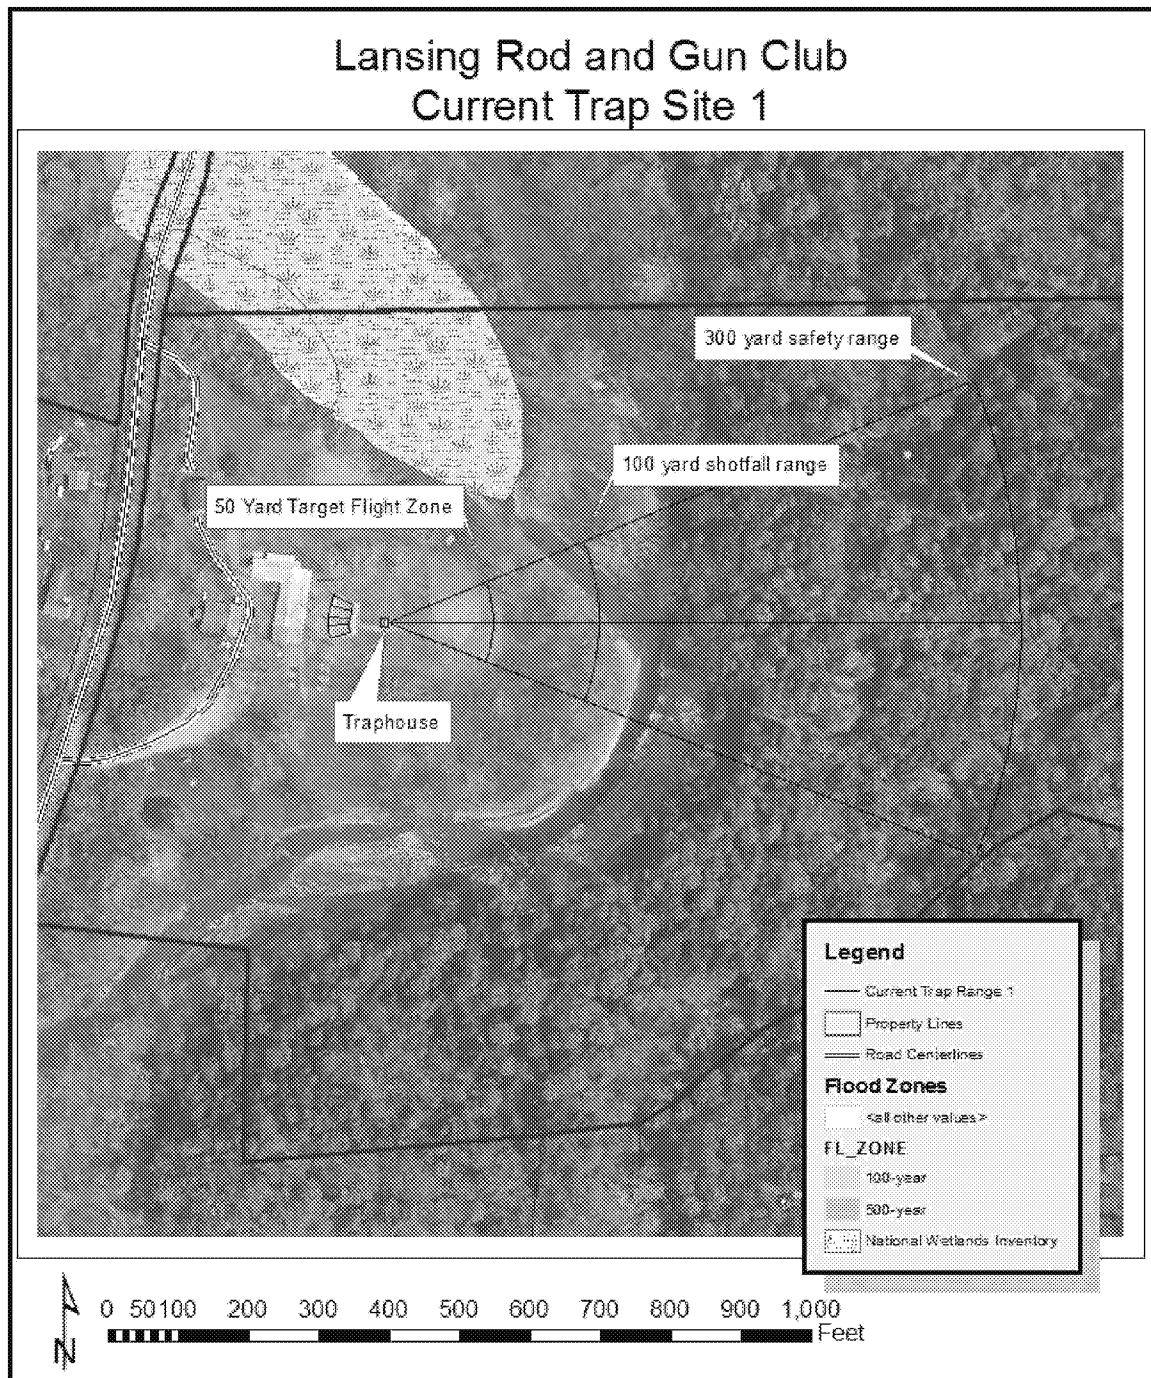 Lansing Rod and Gun Club
Current Trap Site 1
300 yard safety range
100 yard shotfall range
50 Yard Target Flight Zone
Traphouse
Legend
Current Trap Range 1
Property Lines
Road Centerlines
Flood Zones
<all other values>
FL_ZONE
100-year
500-year
National Wetlands Inventory
N
0 50 100 200 300 400 500 600 700 800 900 1,000
Feet